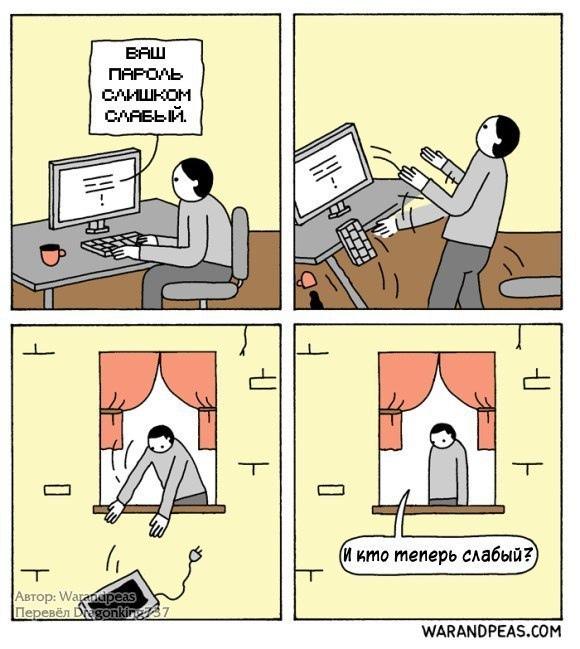 ВАШ
ПАРОЛЬ
СЛИШКОМ
СЛАБЫЙ.
И кто теперь слабый?
Автор: Warandpeas
Перевёл Dragonking737
WARANDPEAS.COM